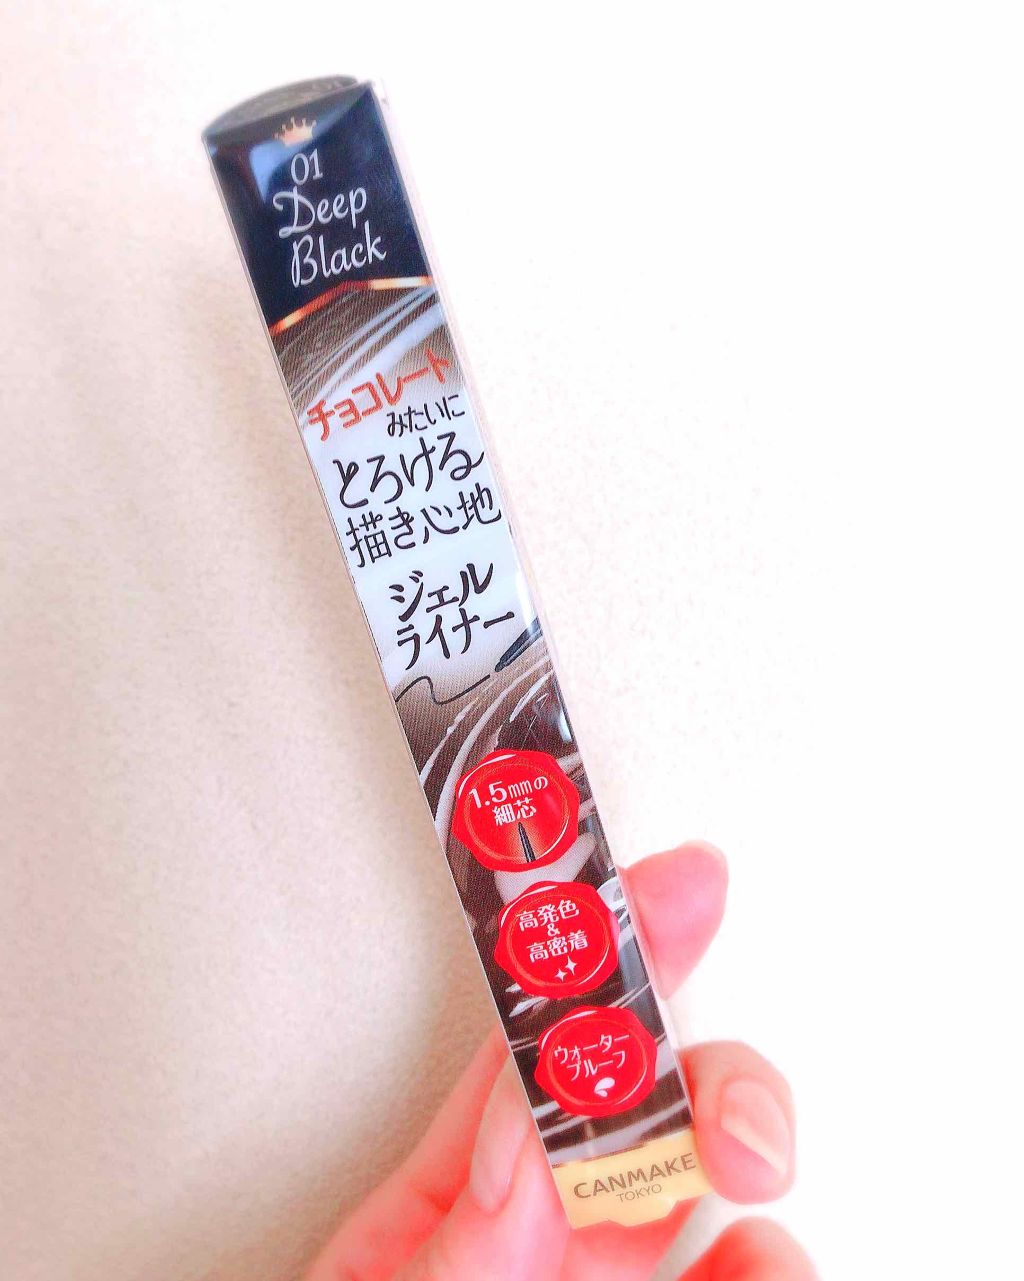 01
Deep
Black
チョコレート
みたいに
とろける
描き心地
ジェル
ライナー
1.5mmの
細芯
高発色
&
高密着
ウォーター
プルーフ
CANMAKE
TOKYO